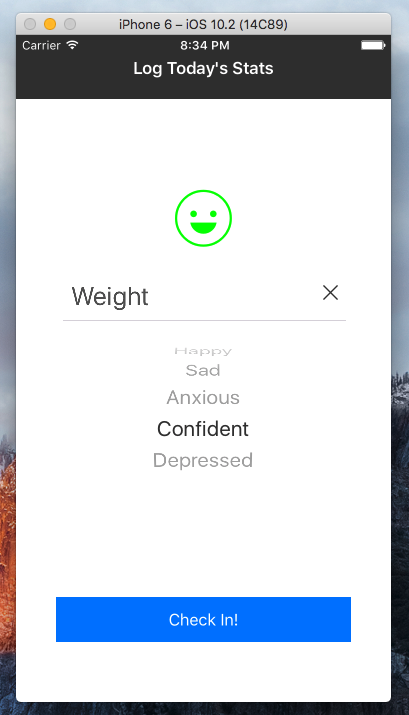 iPhone 6 – iOS 10.2 (14C89)
Carrier 8:34 PM
Log Today's Stats
Weight
Happy
Sad
Anxious
Confident
Depressed
Check In!